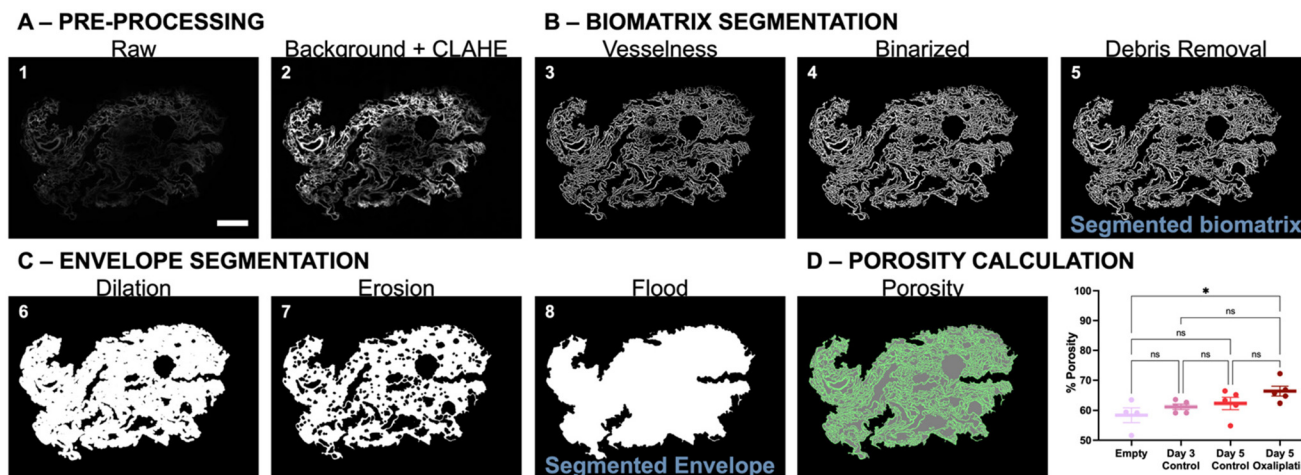 A – PRE-PROCESSING
B – BIOMATRIX SEGMENTATION
Raw
Background + CLAHE
Vesselness
Binarized
Debris Removal
1
2
3
4
5
Segmented biomatrix
C – ENVELOPE SEGMENTATION
D – POROSITY CALCULATION
Dilation
Erosion
Flood
Porosity
6
7
8
Segmented Envelope
% Porosity
100
90
80
70
60
50
*
ns
ns
ns
ns
ns
Empty
Day 3
Control
Day 5
Control
Day 5
Oxaliplatin